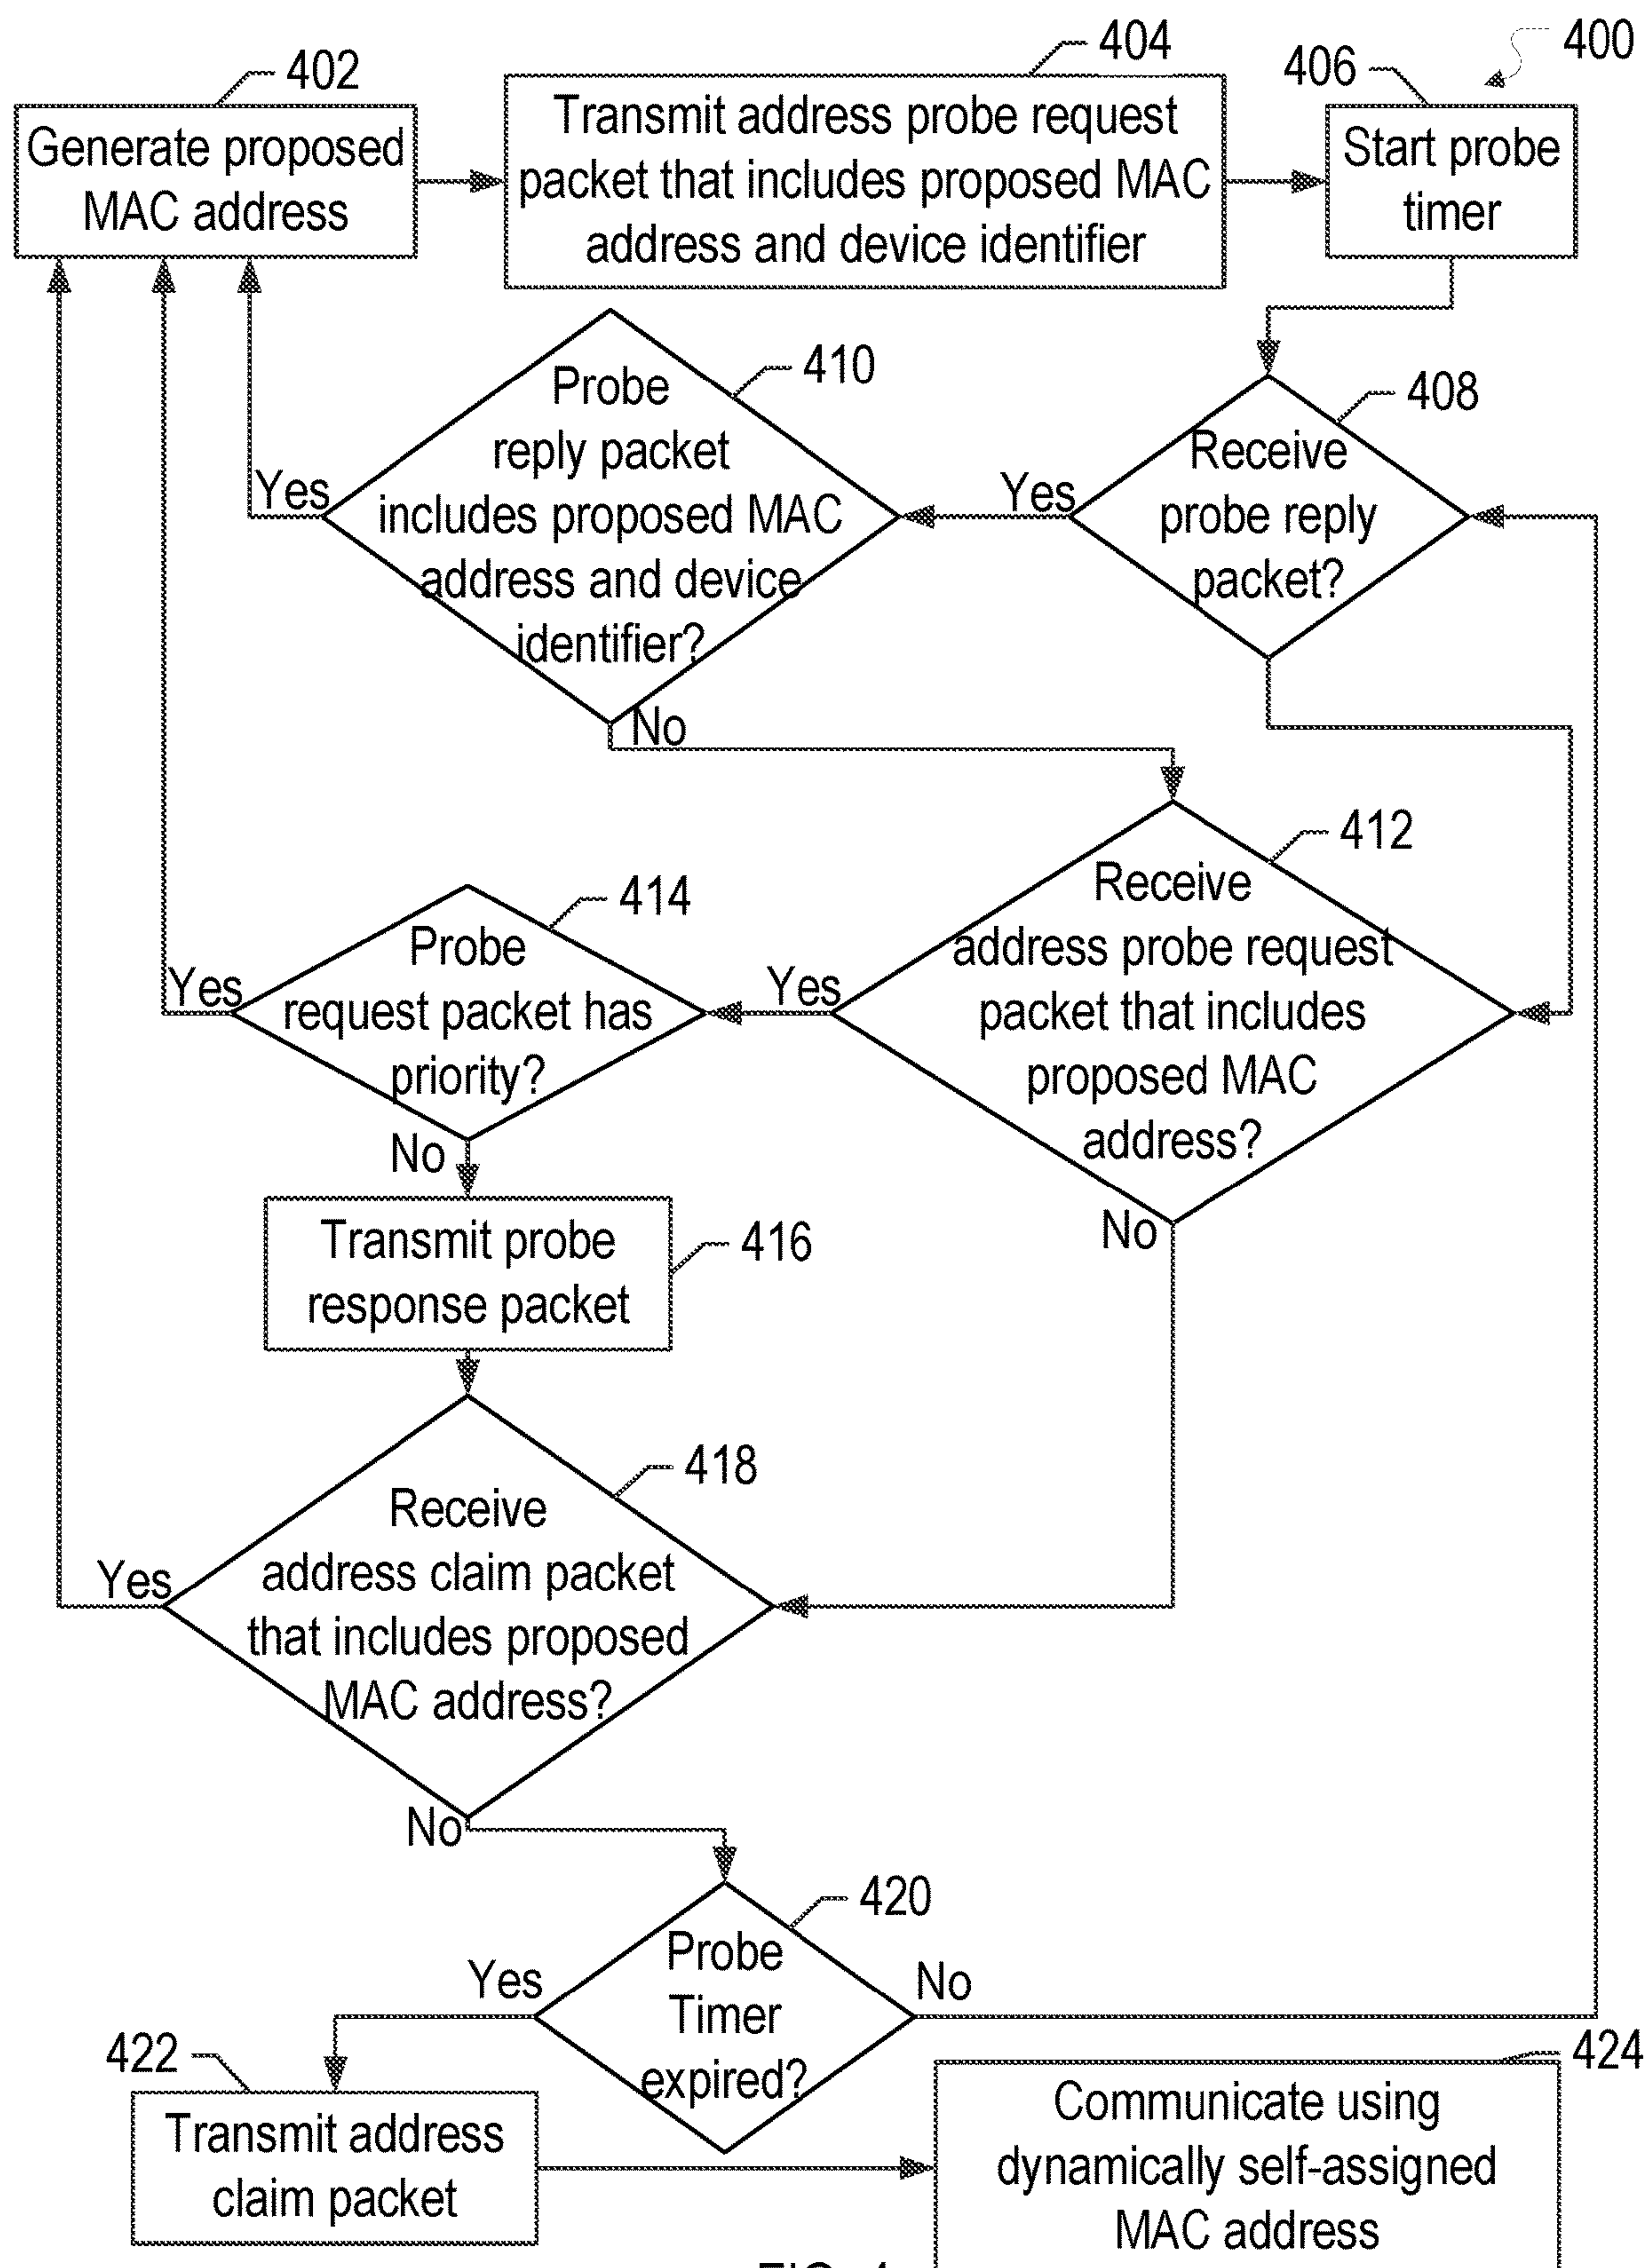 400
402
Generate proposed
MAC address
404
Transmit address probe request
packet that includes proposed MAC
address and device identifier
406
Start probe
timer
408
Receive
probe reply
packet?
Yes
410
Probe
reply packet
includes proposed MAC
address and device
identifier?
Yes
No
412
Receive
address probe request
packet that includes
proposed MAC
address?
Yes
No
414
Probe
request packet has
priority?
Yes
No
416
Transmit probe
response packet
418
Receive
address claim packet
that includes proposed
MAC address?
Yes
No
420
Probe
Timer
expired?
Yes
No
422
Transmit address
claim packet
424
Communicate using
dynamically self-assigned
MAC address